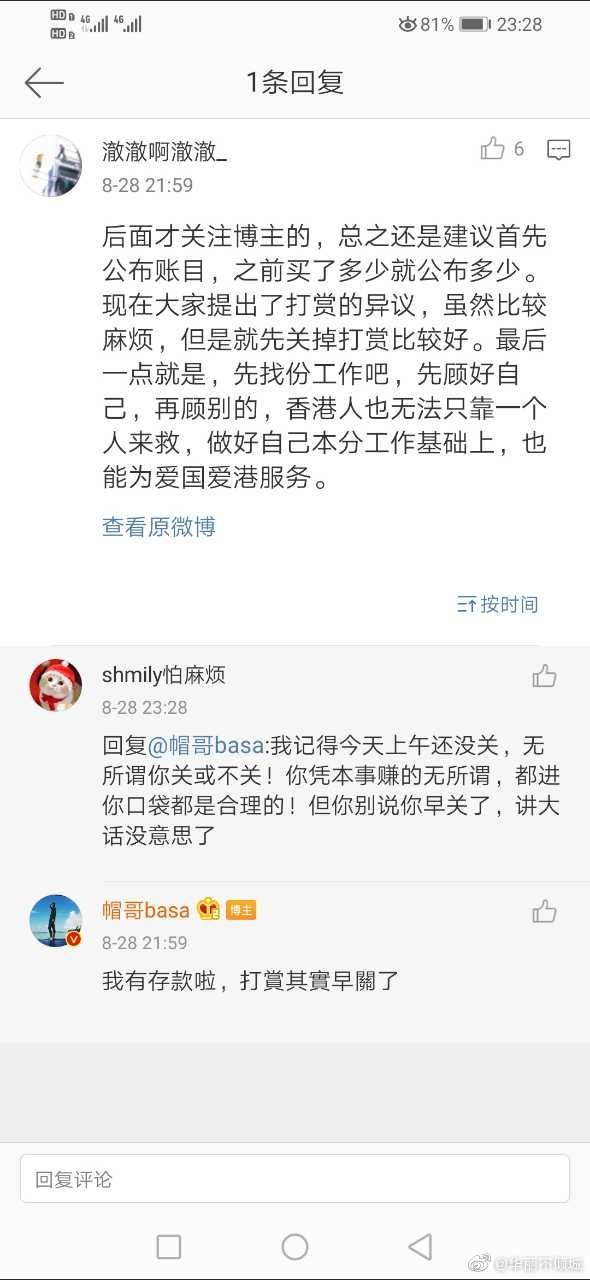 HD 1 4G 4G 81% 23:28
HD 2
1条回复
澈澈啊澈澈_ 6
8-28 21:59
后面才关注博主的，总之还是建议首先
公布账目，之前买了多少就公布多少。
现在大家提出了打赏的异议，虽然比较
麻烦，但是就先关掉打赏比较好。最后
一点就是，先找份工作吧，先顾好自
己，再顾别的，香港人也无法只靠一个
人来救，做好自己本分工作基础上，也
能为爱国爱港服务。
查看原微博
按时间
shmily怕麻烦
8-28 23:28
回复@帽哥basa:我记得今天上午还没关，无
所谓你关或不关！你凭本事赚的无所谓，都进
你口袋都是合理的！但你别说你早关了，讲大
话没意思了
帽哥basa 博主
8-28 21:59
我有存款啦，打賞其實早關了
回复评论
@华丽不倾城